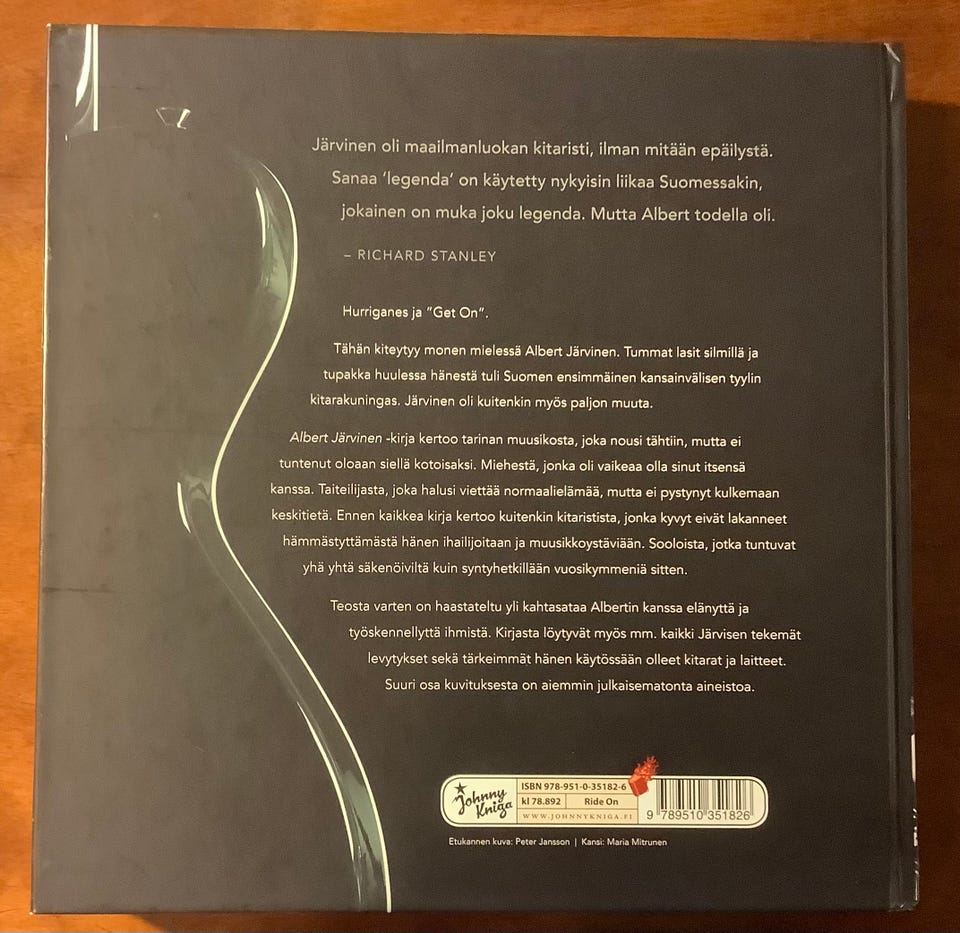 Järvinen oli maailmanluokan kitaristi, ilman mitään epäilystä.
Sanaa ’legenda’ on käytetty nykyisin liikaa Suomessakin,
jokainen on muka joku legenda. Mutta Albert todella oli.
– RICHARD STANLEY
Hurriganes ja ”Get On”.
Tähän kiteytyy monen mielessä Albert Järvinen. Tummat lasit silmillä ja
tupakka huulessa hänestä tuli Suomen ensimmäinen kansainvälisen tyylin
kitarakuningas. Järvinen oli kuitenkin myös paljon muuta.
Albert Järvinen -kirja kertoo tarinan muusikosta, joka nousi tähtiin, mutta ei
tuntenut oloaan siellä kotoisaksi. Miehestä, jonka oli vaikeaa olla sinut itsensä
kanssa. Taiteilijasta, joka halusi viettää normaalielämää, mutta ei pystynyt kulkemaan
keskitietä. Ennen kaikkea kirja kertoo kuitenkin kitaristista, jonka kyvyt eivät lakanneet
hämmästyttämästä hänen ihailijoitaan ja muusikkoystäviään. Sooloista, jotka tuntuvat
yhä yhtä säkenöiviltä kuin syntyhetkillään vuosikymmeniä sitten.
Teosta varten on haastateltu yli kahtasataa Albertin kanssa elänyttä ja
työskennellyttä ihmistä. Kirjasta löytyvät myös mm. kaikki Järvisen tekemät
levytykset sekä tärkeimmät hänen käytössään olleet kitarat ja laitteet.
Suuri osa kuvituksesta on aiemmin julkaisematonta aineistoa.
Johnny Kniga
ISBN 978-951-0-35182-6
kl 78.892 Ride On
WWW.JOHNNYKNIGA.FI
9 789510 351826
Etukannen kuva: Peter Jansson | Kansi: Maria Mitrunen